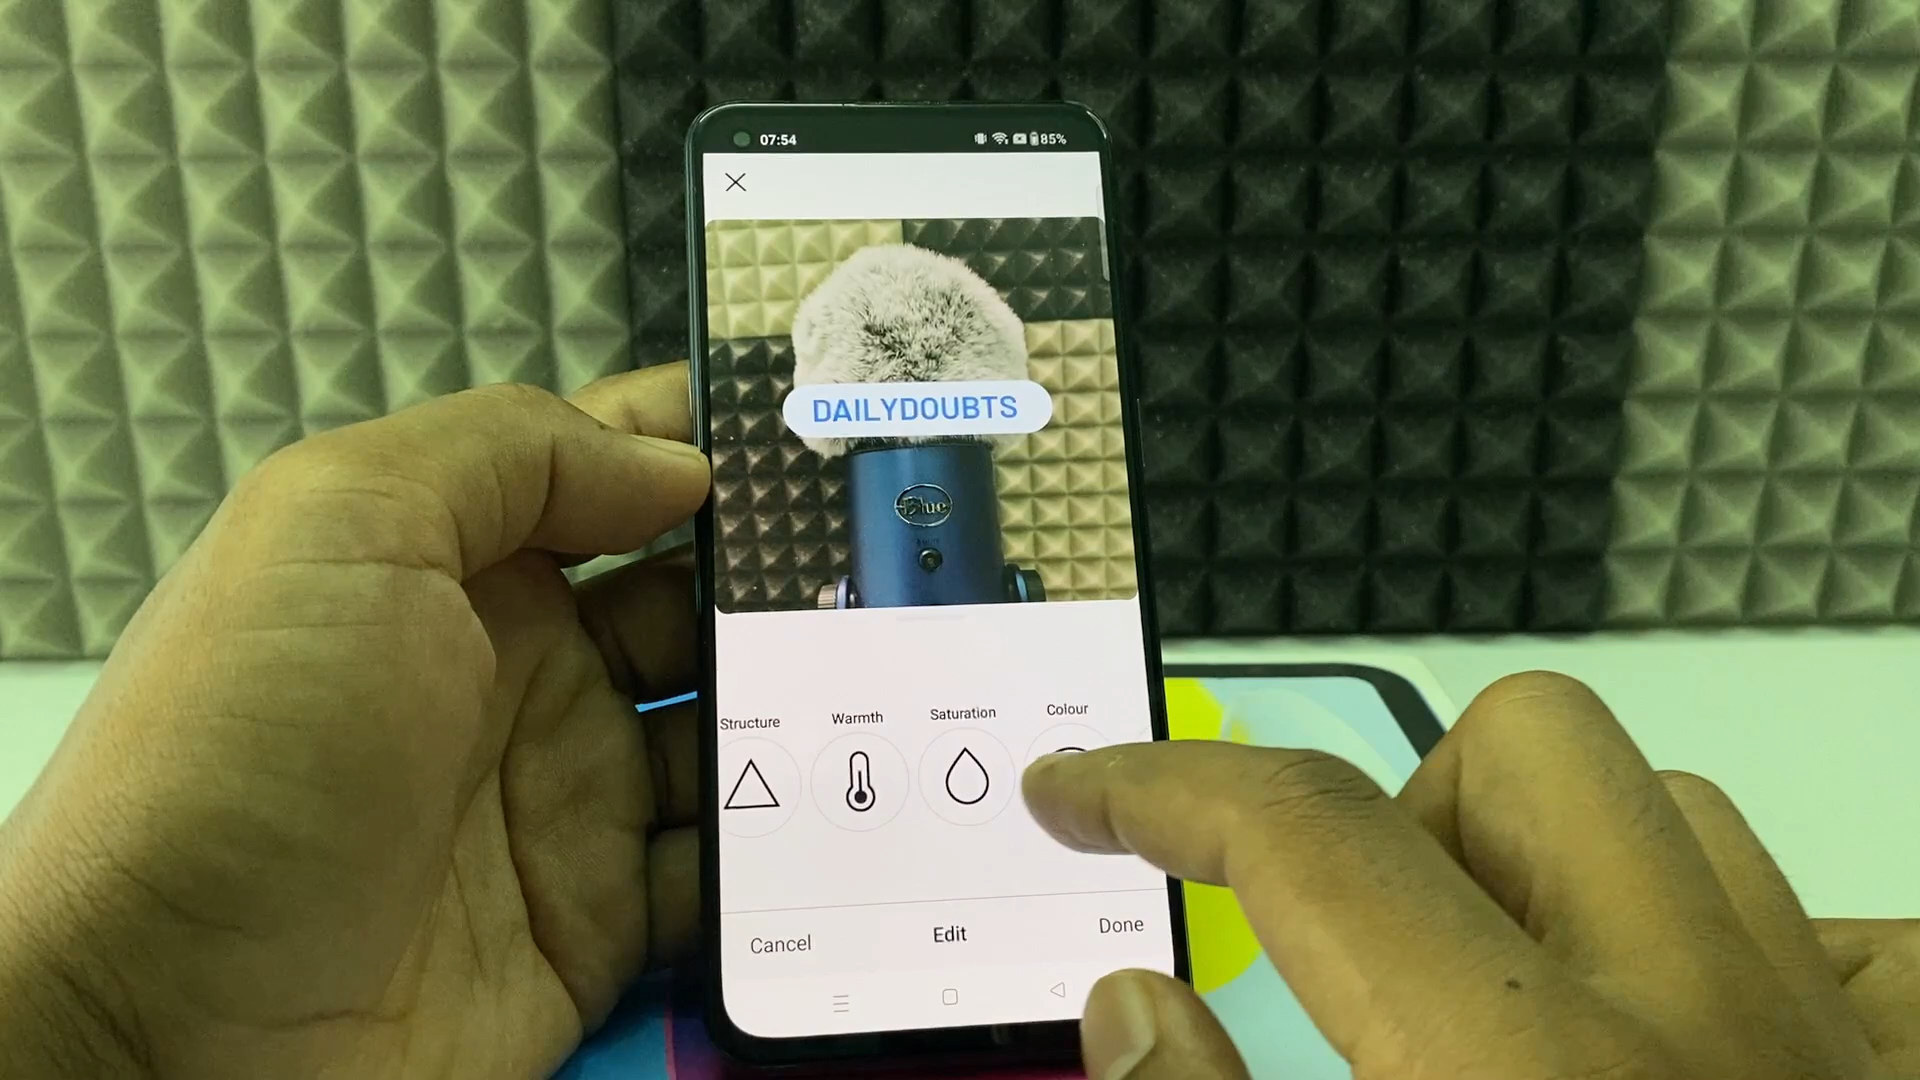 07:54
85%
DAILYDOUBTS
Blue
Structure
Warmth
Saturation
Colour
Cancel
Edit
Done